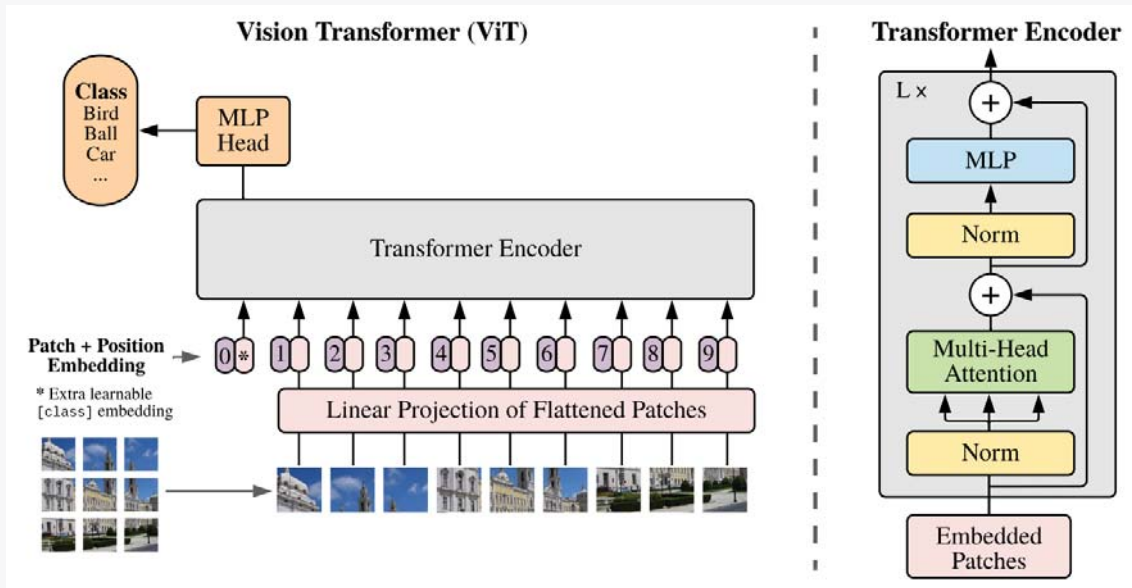 Vision Transformer (ViT)
Class
Bird
Ball
Car
...
MLP
Head
Transformer Encoder
Patch + Position
Embedding
0 * 1 2 3 4 5 6 7 8 9
* Extra learnable
[class] embedding
Linear Projection of Flattened Patches
Transformer Encoder
L ×
+
MLP
Norm
+
Multi-Head
Attention
Norm
Embedded
Patches